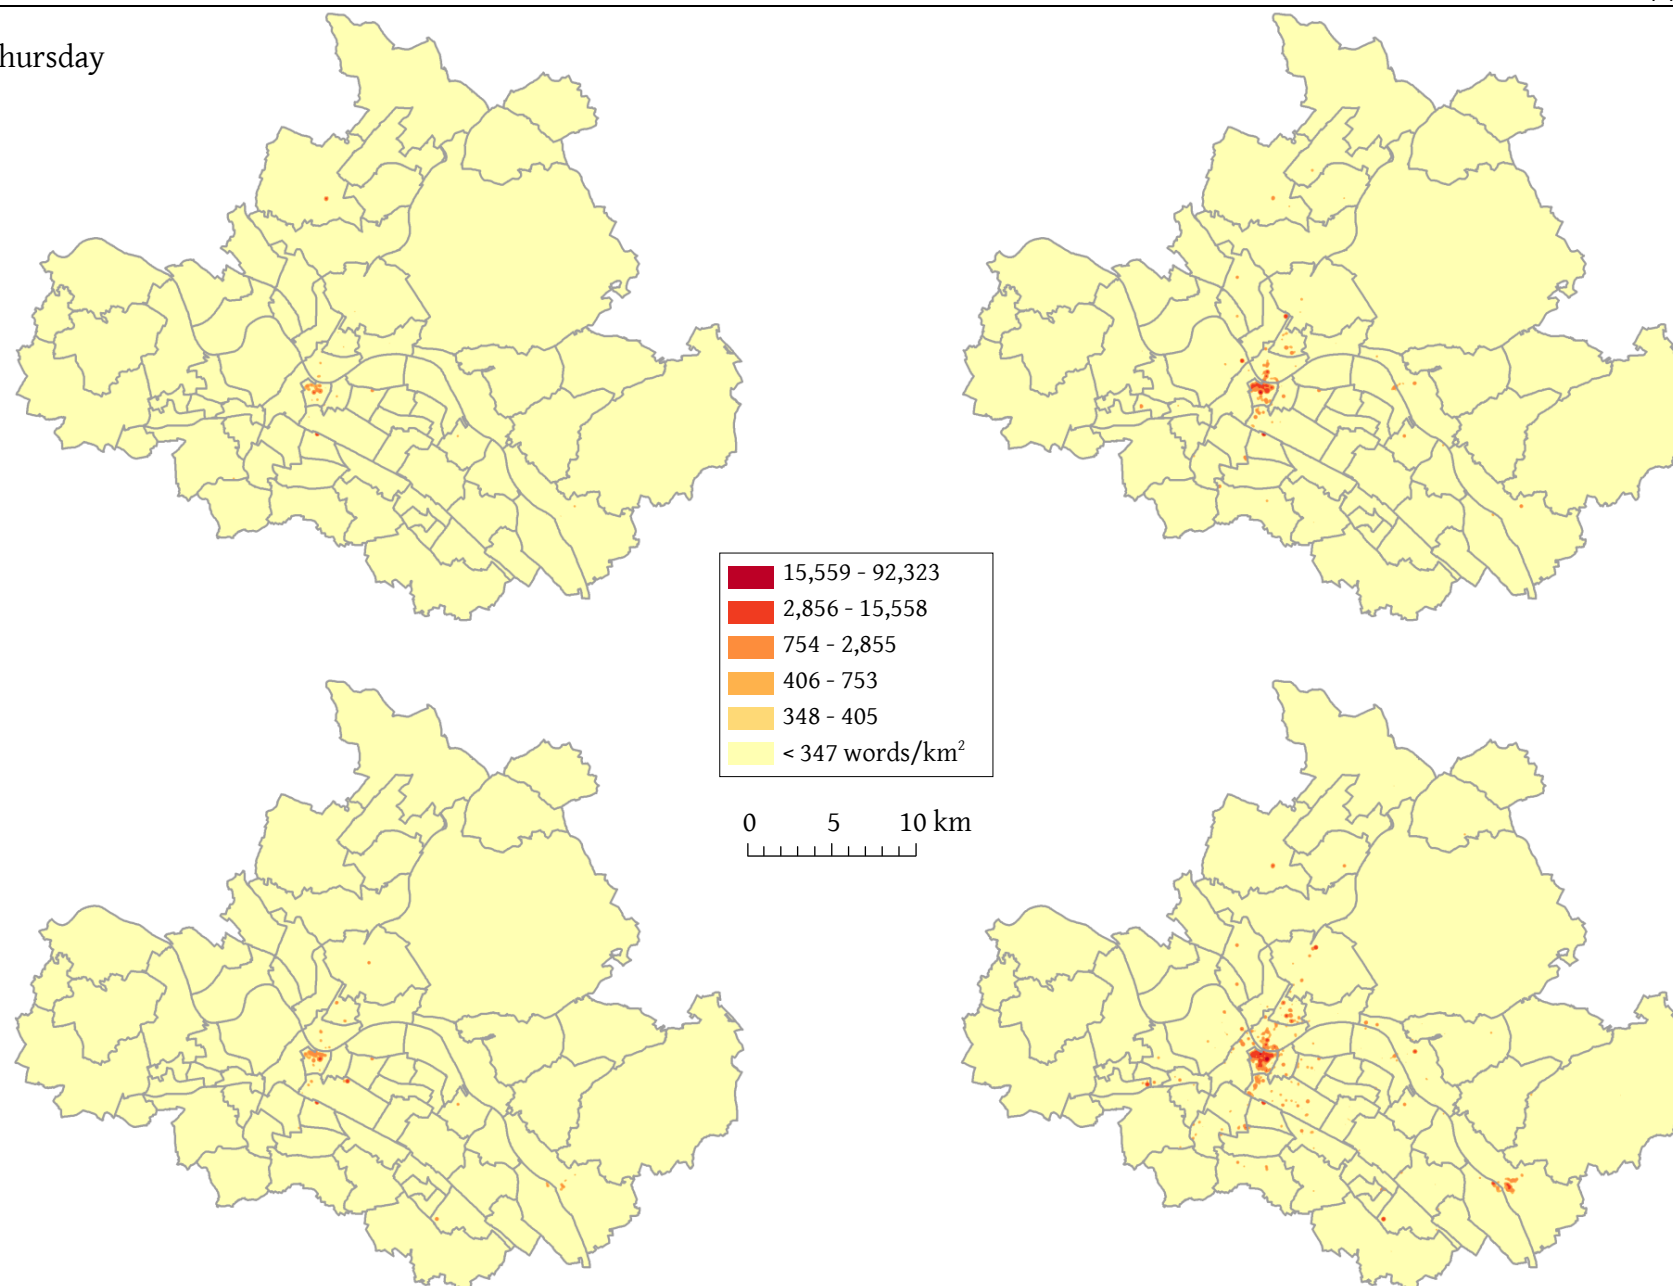 hursday
15,559 - 92,323
2,856 - 15,558
754 - 2,855
406 - 753
348 - 405
< 347 words/km²
0 5 10 km